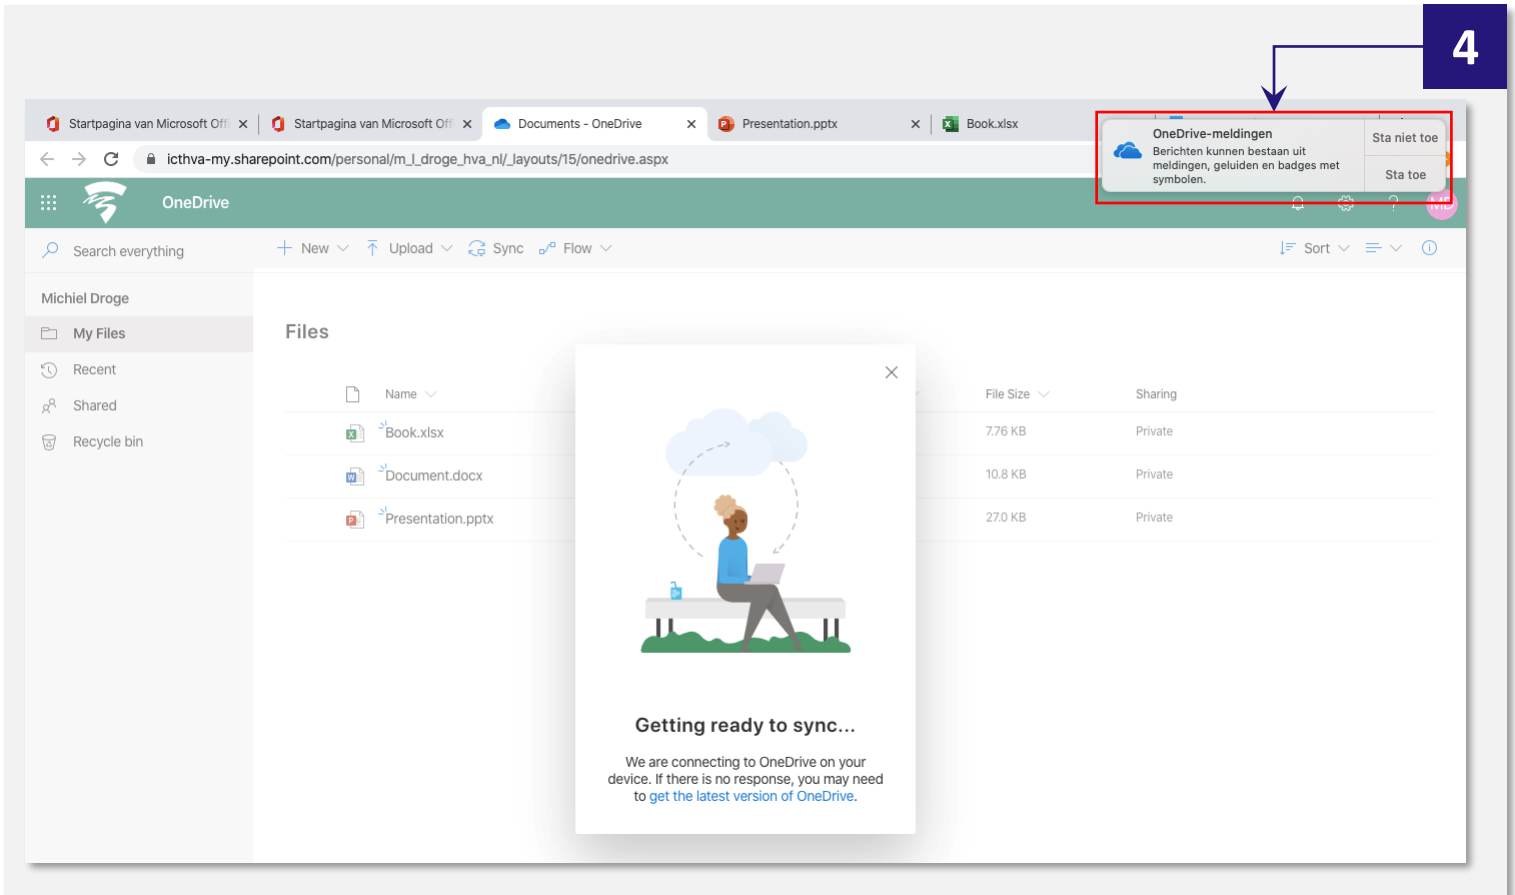 4
Startpagina van Microsoft Offi
Startpagina van Microsoft Offi
Documents - OneDrive
Presentation.pptx
Book.xlsx
OneDrive-meldingen
Berichten kunnen bestaan uit
meldingen, geluiden en badges met
symbolen.
Sta niet toe
Sta toe
icthva-my.sharepoint.com/personal/m_l_droge_hva_nl/_layouts/15/onedrive.aspx
OneDrive
?
MD
Search everything
New
Upload
Sync
Flow
Sort
Michiel Droge
My Files
Recent
Shared
Recycle bin
Files
Name
File Size
Sharing
Book.xlsx
7.76 KB
Private
Document.docx
10.8 KB
Private
Presentation.pptx
27.0 KB
Private
Getting ready to sync...
We are connecting to OneDrive on your
device. If there is no response, you may need
to get the latest version of OneDrive.